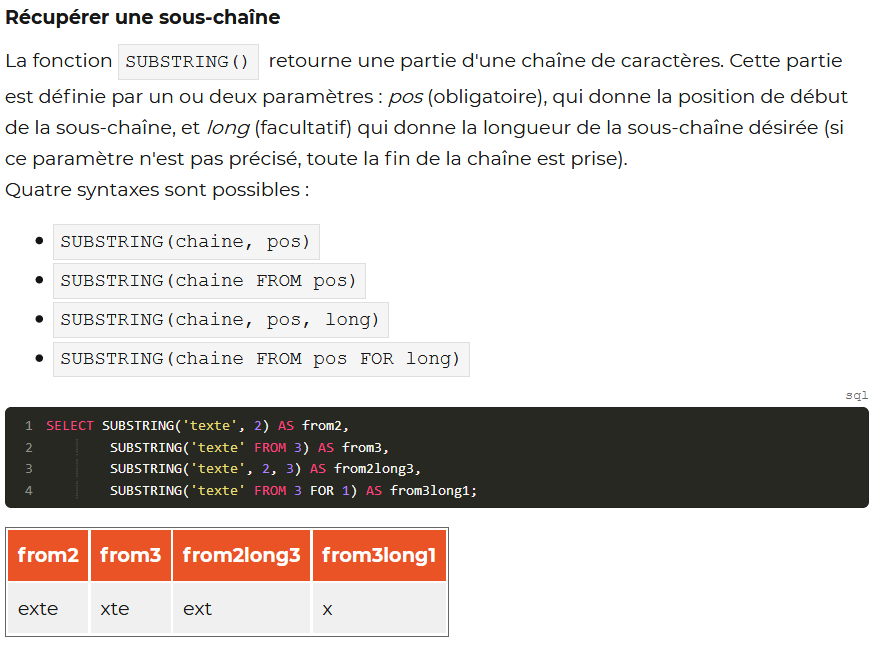 Récupérer une sous-chaîne
La fonction SUBSTRING() retourne une partie d'une chaîne de caractères. Cette partie
est définie par un ou deux paramètres : pos (obligatoire), qui donne la position de début
de la sous-chaîne, et long (facultatif) qui donne la longueur de la sous-chaîne désirée (si
ce paramètre n'est pas précisé, toute la fin de la chaîne est prise).
Quatre syntaxes sont possibles :
• SUBSTRING(chaine, pos)
• SUBSTRING(chaine FROM pos)
• SUBSTRING(chaine, pos, long)
• SUBSTRING(chaine FROM pos FOR long)
sql
1 SELECT SUBSTRING('texte', 2) AS from2,
2 SUBSTRING('texte' FROM 3) AS from3,
3 SUBSTRING('texte', 2, 3) AS from2long3,
4 SUBSTRING('texte' FROM 3 FOR 1) AS from3long1;
from2 from3 from2long3 from3long1
exte xte ext x